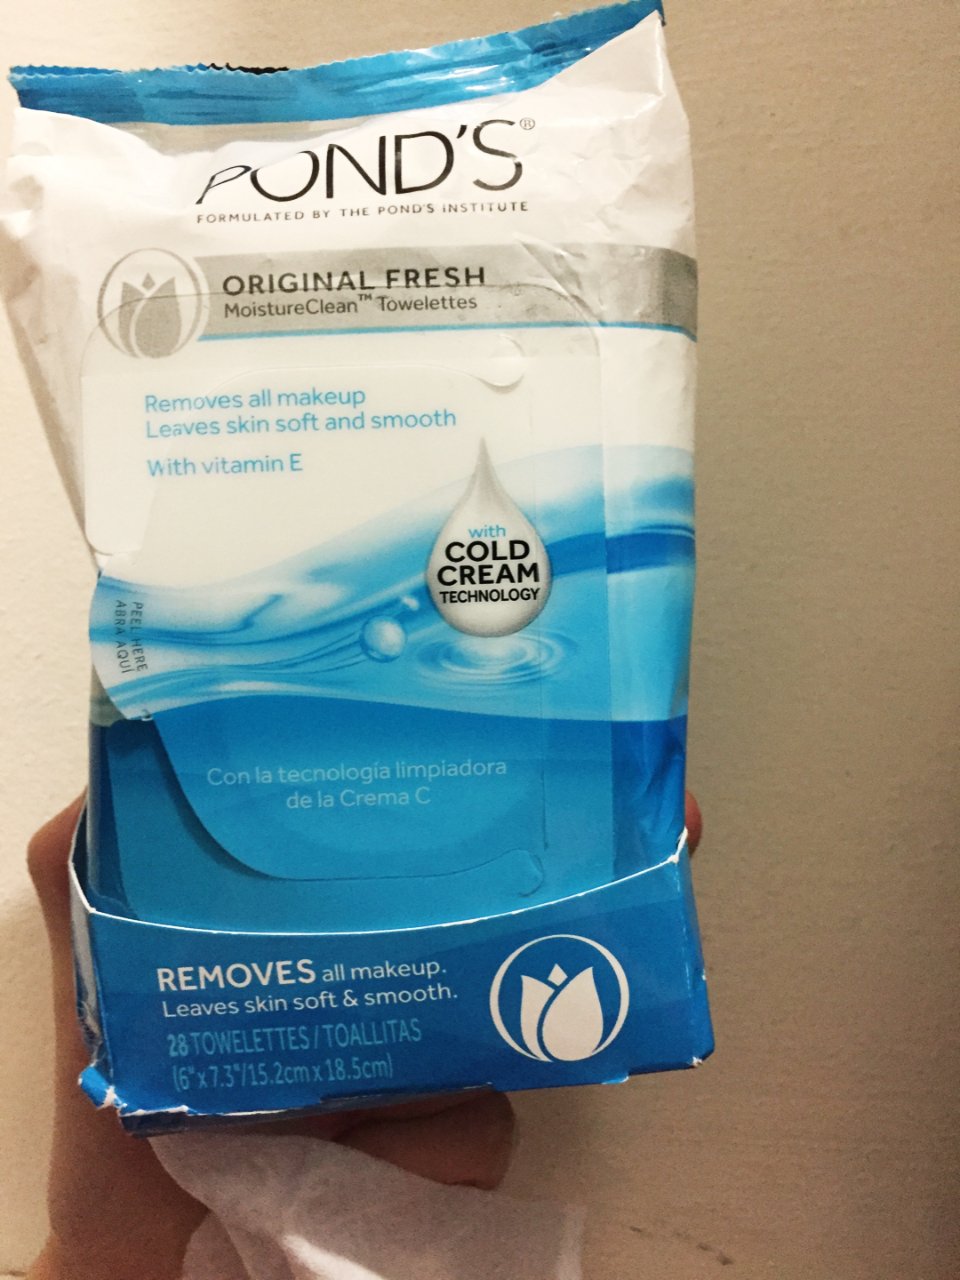 POND'S®
FORMULATED BY THE POND'S INSTITUTE
ORIGINAL FRESH
MoistureClean™ Towelettes
Removes all makeup
Leaves skin soft and smooth
With vitamin E
with
COLD
CREAM
TECHNOLOGY
PEEL HERE
ABRA AQUÍ
Con la tecnología limpiadora
de la Crema C
REMOVES all makeup.
Leaves skin soft & smooth.
28 TOWELETTES/TOALLITAS
(6" x 7.3"/15.2cm x 18.5cm)